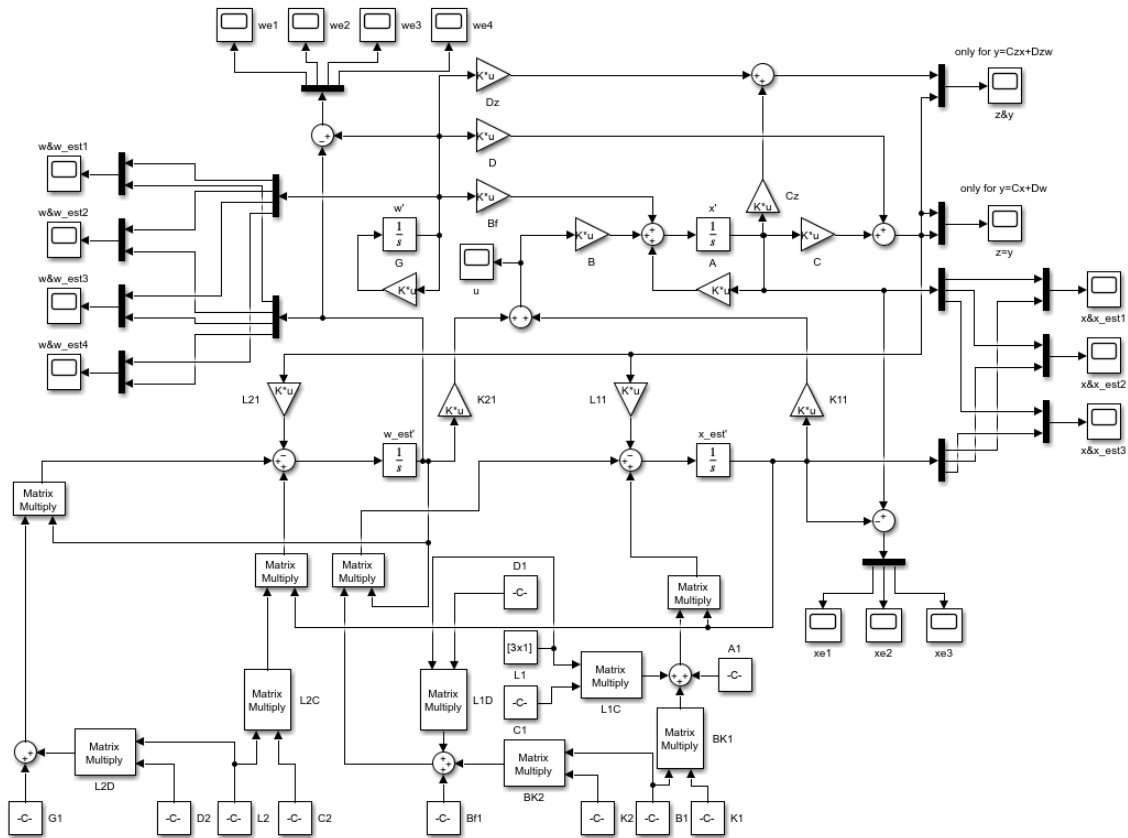 we1
we2
we3
we4
only for y=Czx+Dzw
K*u
Dz
++
z&y
-+
K*u
D
w&w_est1
w&w_est2
w&w_est3
w&w_est4
K*u
Bf
K*u
Cz
only for y=Cx+Dw
z=y
w'
1
s
G
K*u
u
K*u
B
+
+
+
x'
1
s
A
K*u
C
+
+
K*u
++
x&x_est1
x&x_est2
x&x_est3
K*u
L21
K*u
K21
K*u
L11
K*u
K11
w_est'
1
s
x_est'
1
s
+-
+
+-
+
Matrix
Multiply
+
-
Matrix
Multiply
Matrix
Multiply
Matrix
Multiply
D1
-C-
xe1
xe2
xe3
[3x1]
L1
A1
-C-
Matrix
Multiply
L1C
+++
-C-
C1
Matrix
Multiply
L2C
Matrix
Multiply
L1D
Matrix
Multiply
BK1
+
+
Matrix
Multiply
L2D
+
+
+
Matrix
Multiply
BK2
-C-
G1
-C-
D2
-C-
L2
-C-
C2
-C-
Bf1
-C-
K2
-C-
B1
-C-
K1